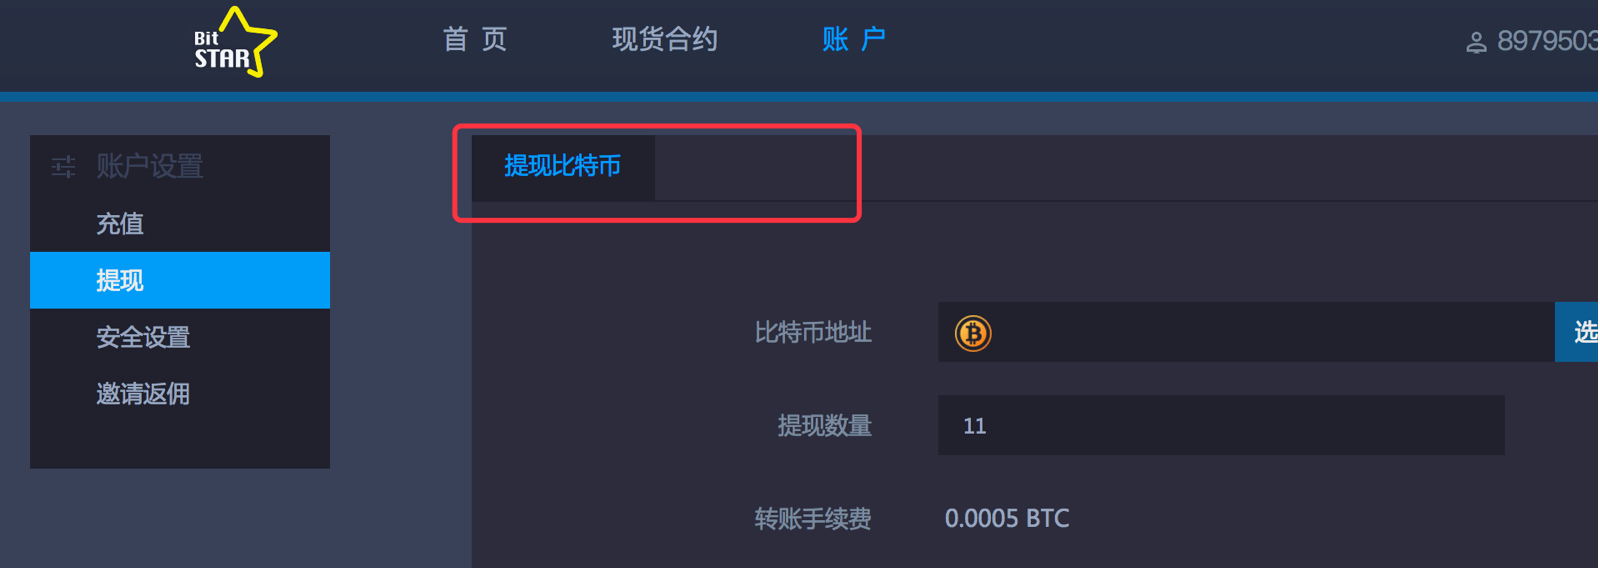 Bit
STAR
首 页
现货合约
账 户
8979503
账户设置
充值
提现
安全设置
邀请返佣
提现比特币
比特币地址
选
提现数量
11
转账手续费
0.0005 BTC